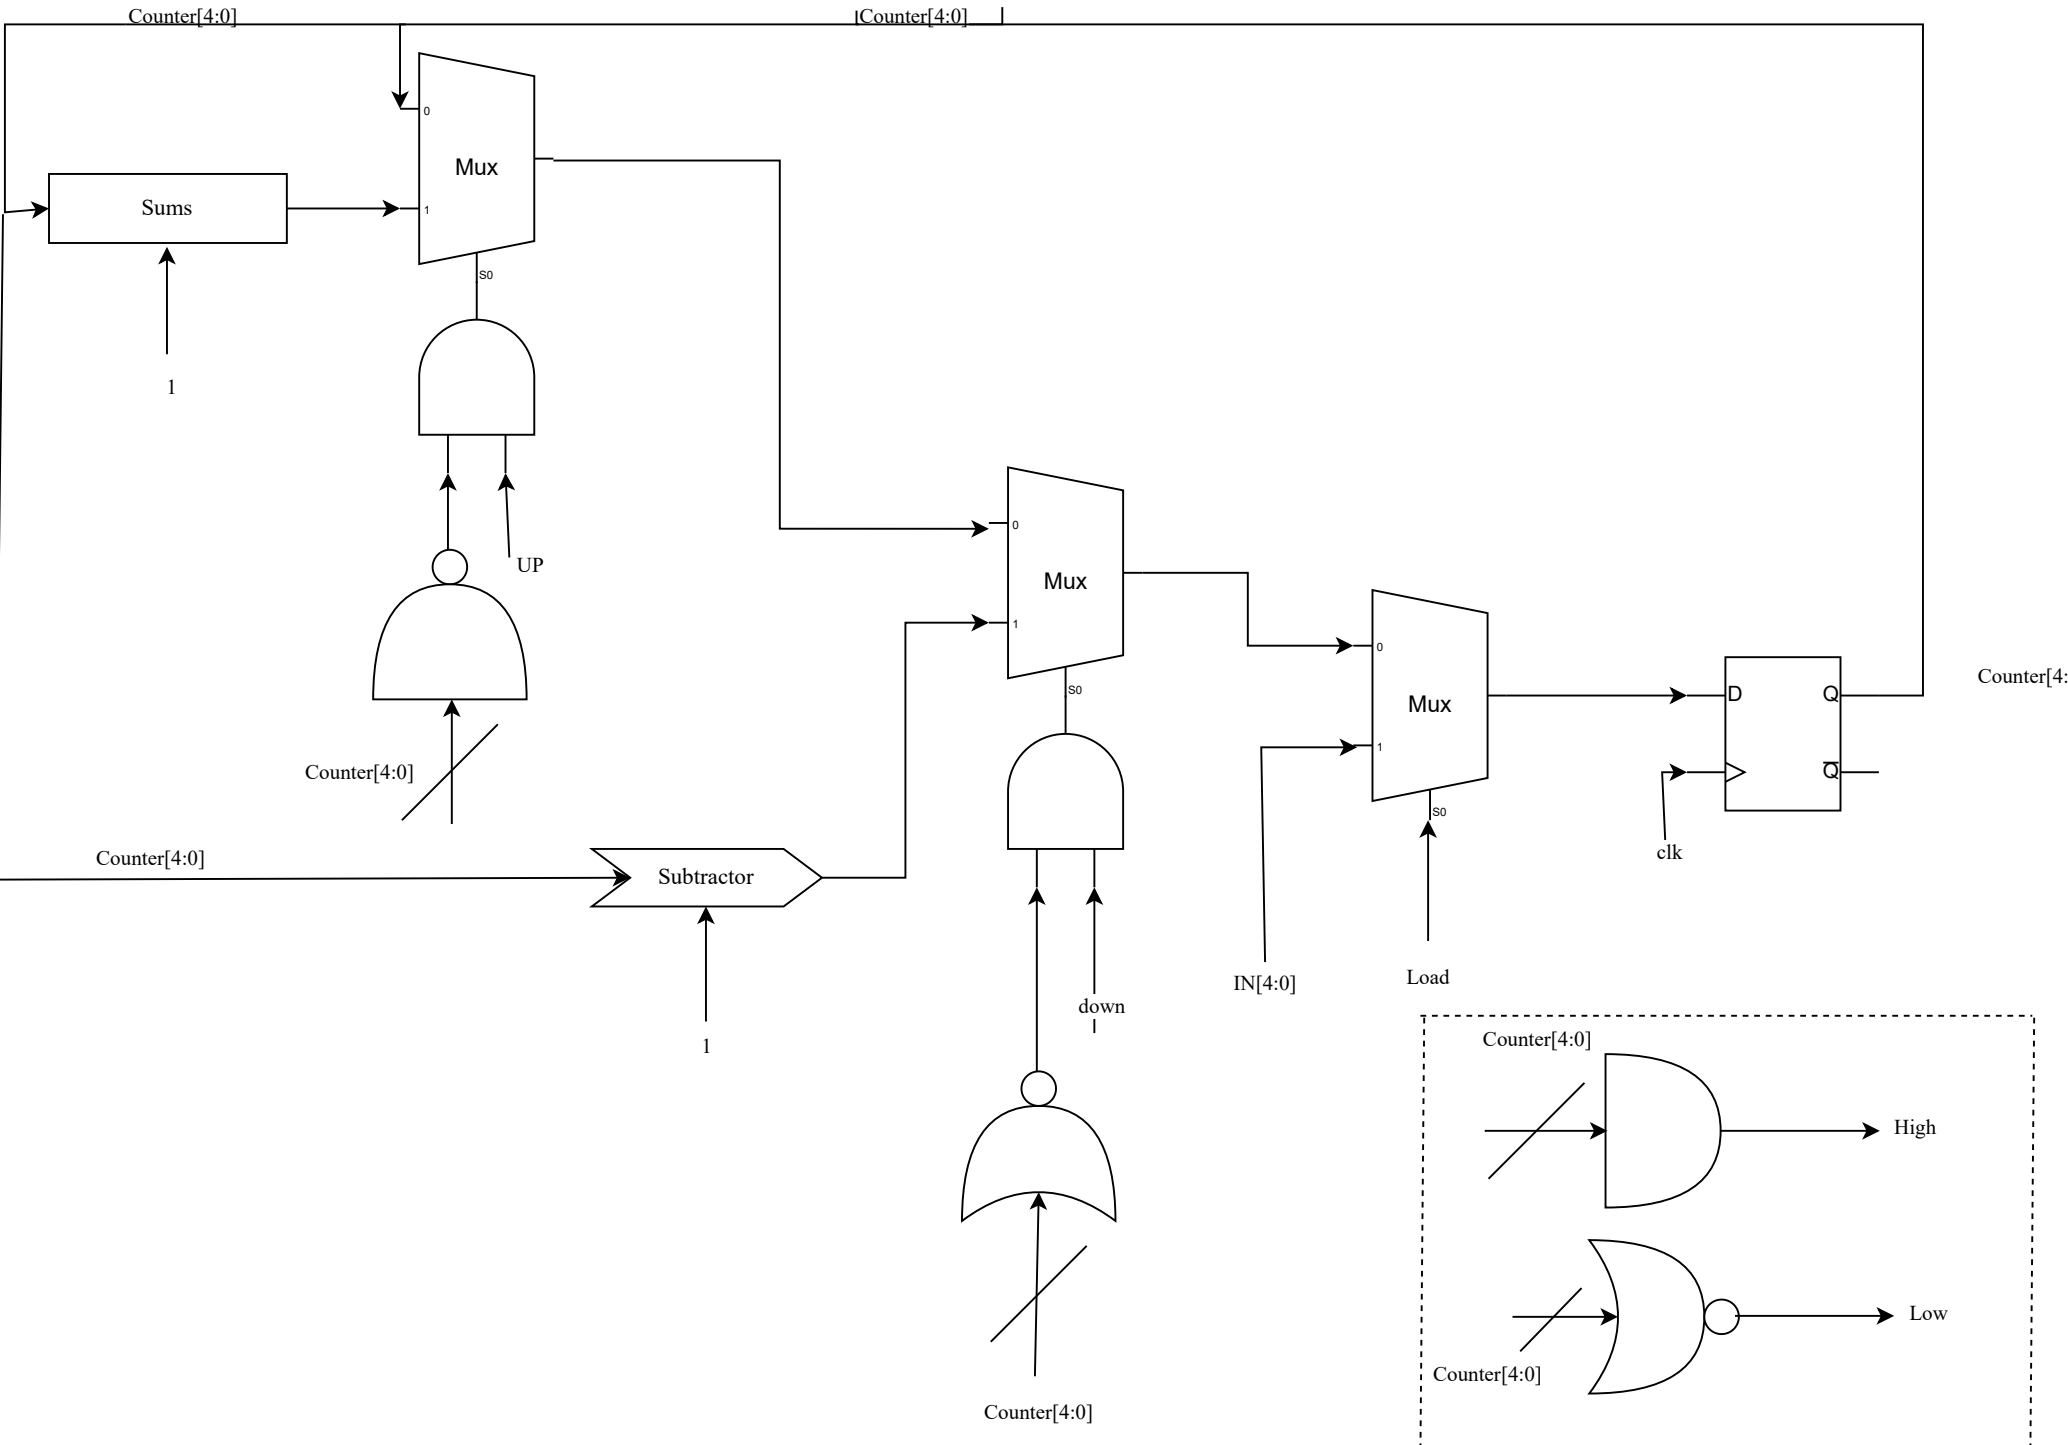 Counter[4:0]
Counter[4:0]
0
Mux
1
S0
Sums
1
UP
Counter[4:0]
0
Mux
1
S0
0
Mux
1
S0
D
Q
Q
Counter[4:
clk
Counter[4:0]
Subtractor
1
down
IN[4:0]
Load
Counter[4:0]
High
Low
Counter[4:0]
Counter[4:0]